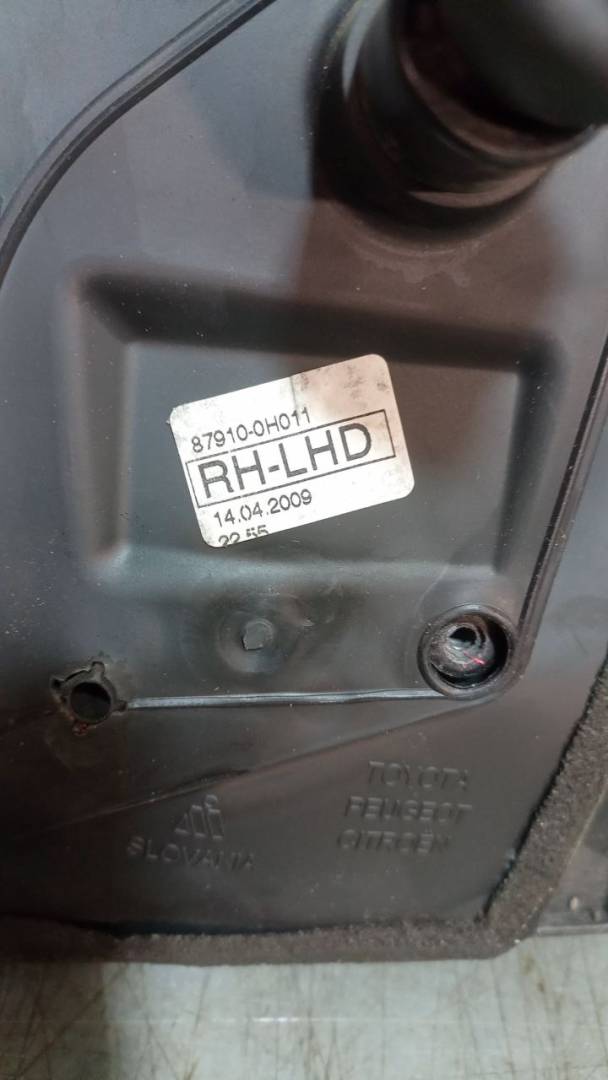 87910-0H011
RH-LHD
14.04.2009
22 55
TOYOTA
PEUGEOT
CITROËN
SLOVAKIA